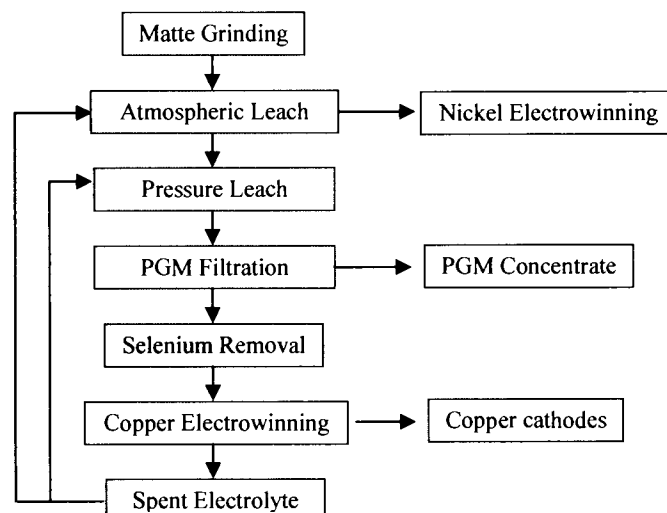 Matte Grinding
Atmospheric Leach
Nickel Electrowinning
Pressure Leach
PGM Filtration
PGM Concentrate
Selenium Removal
Copper Electrowinning
Copper cathodes
Spent Electrolyte